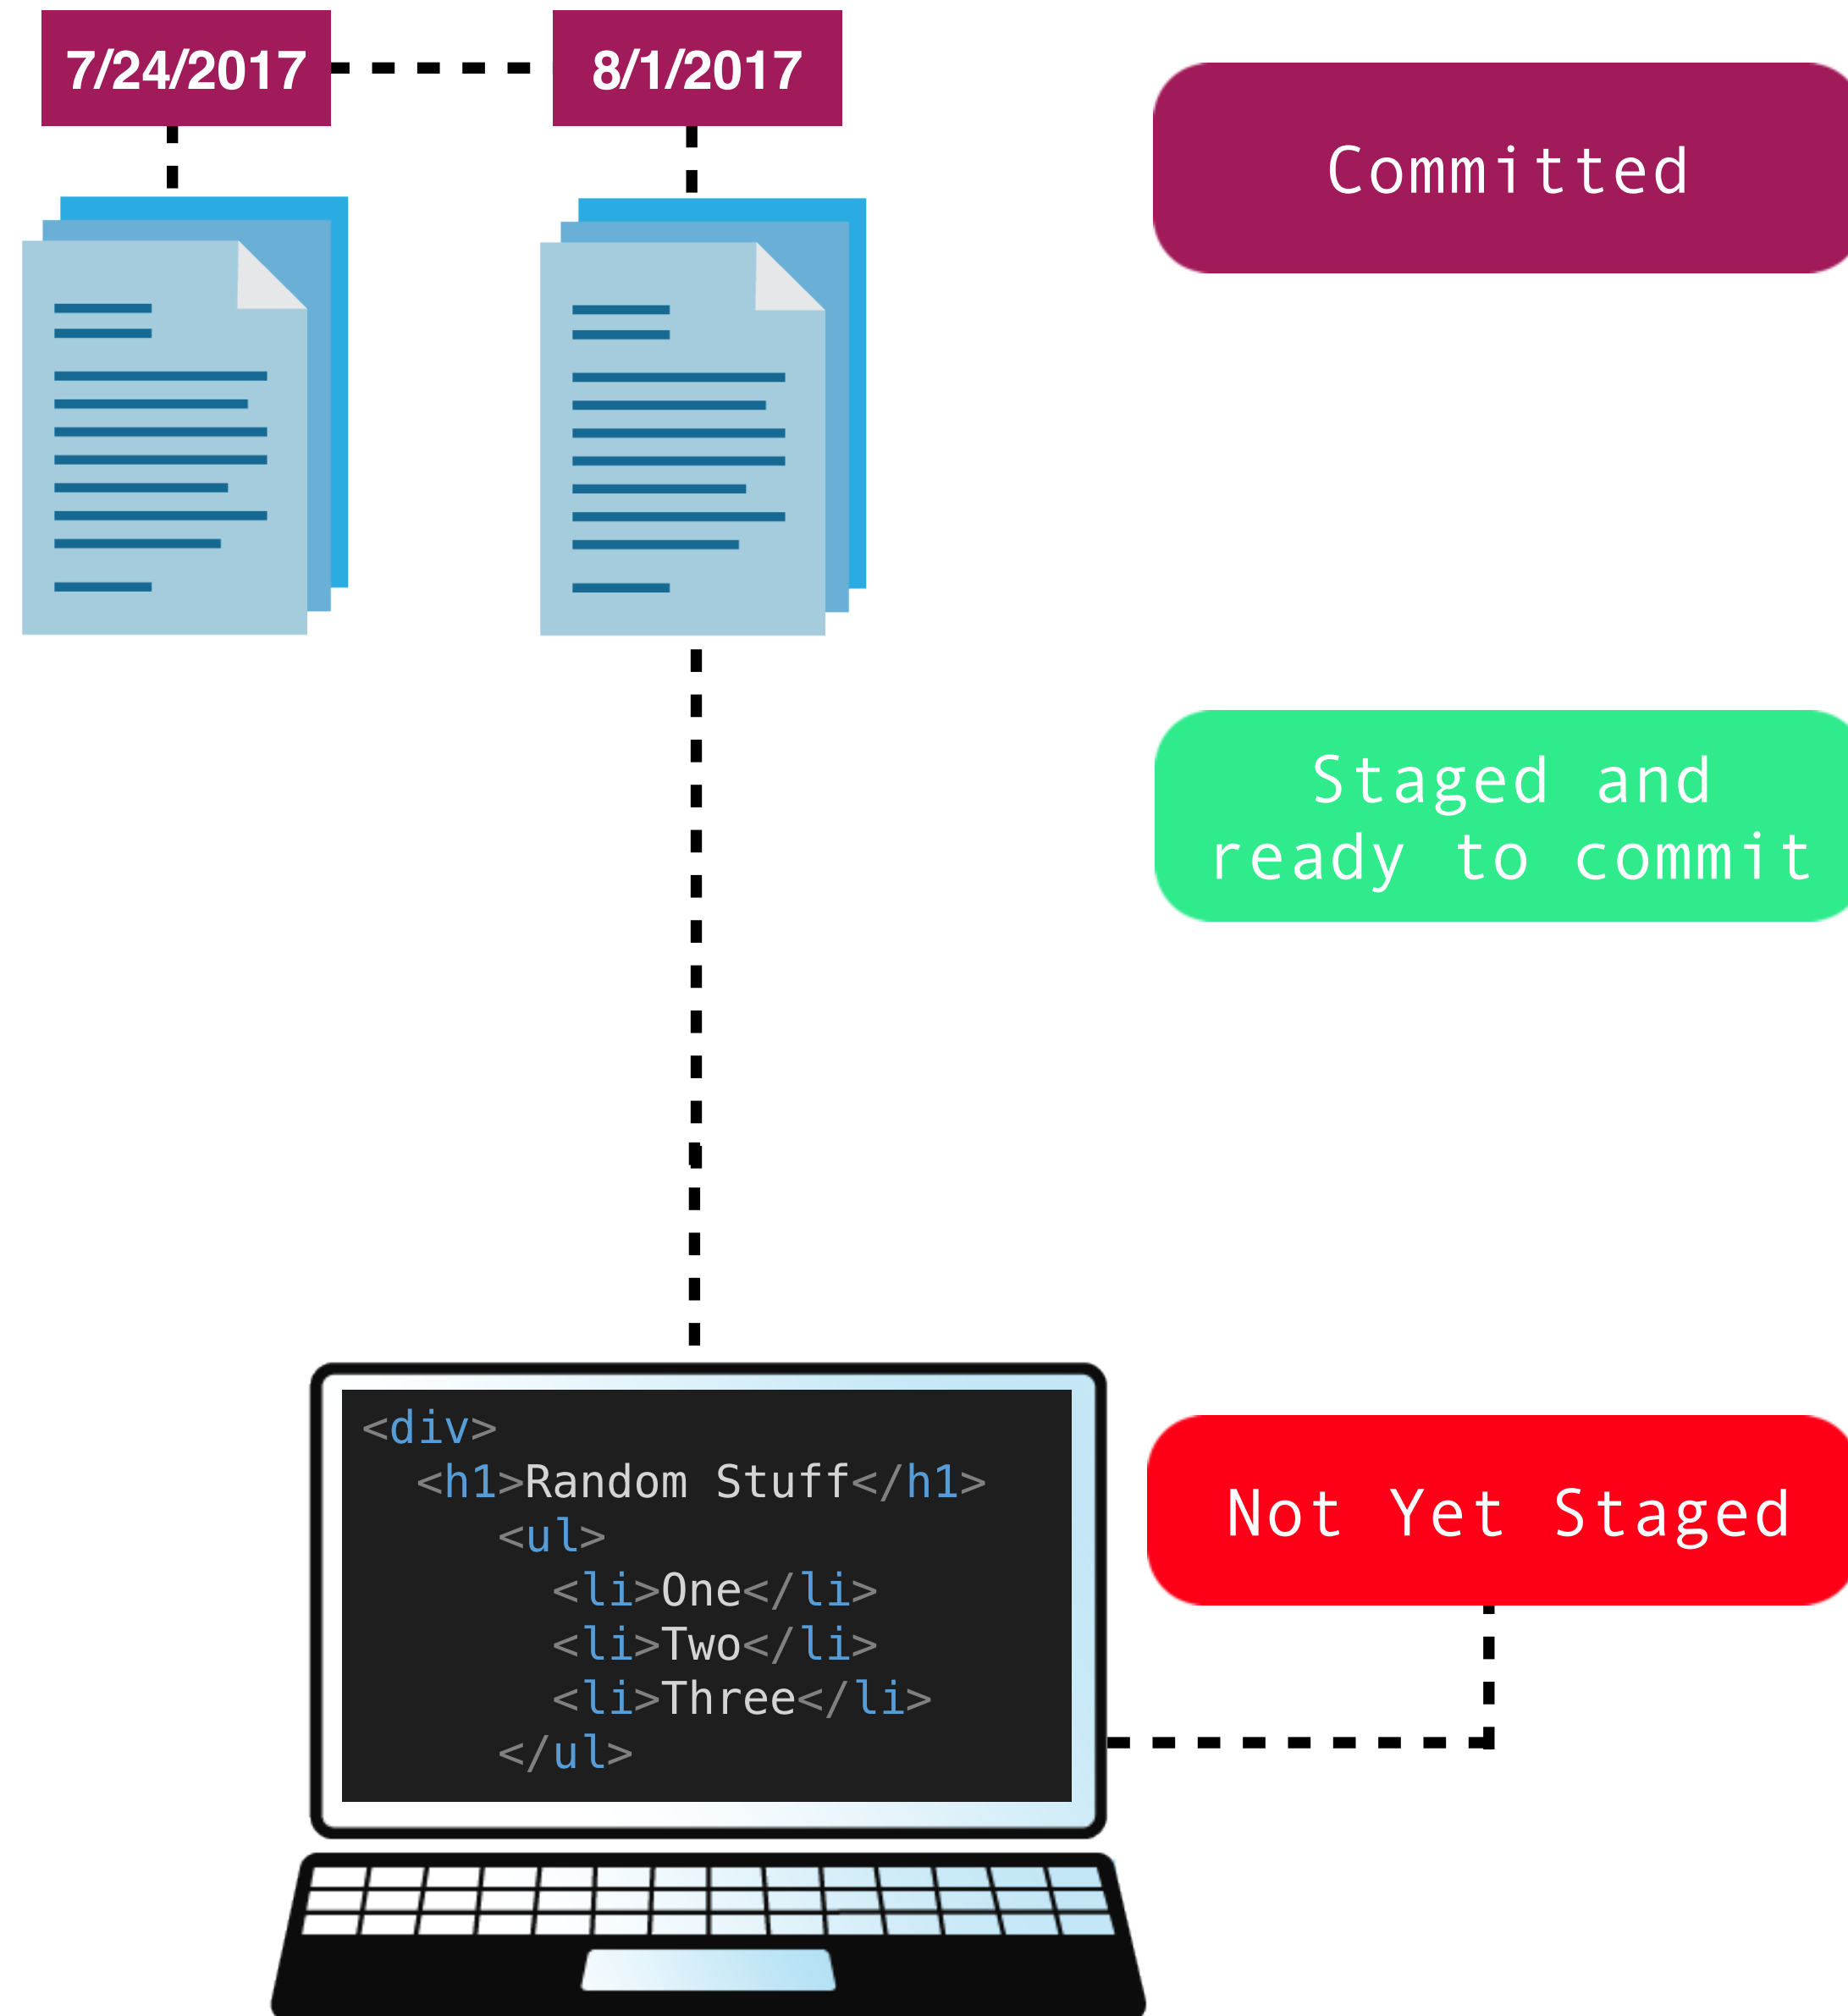 7/24/2017
8/1/2017
Committed
Staged and
ready to commit
<div>
<h1>Random Stuff</h1>
<ul>
<li>One</li>
<li>Two</li>
<li>Three</li>
</ul>
Not Yet Staged